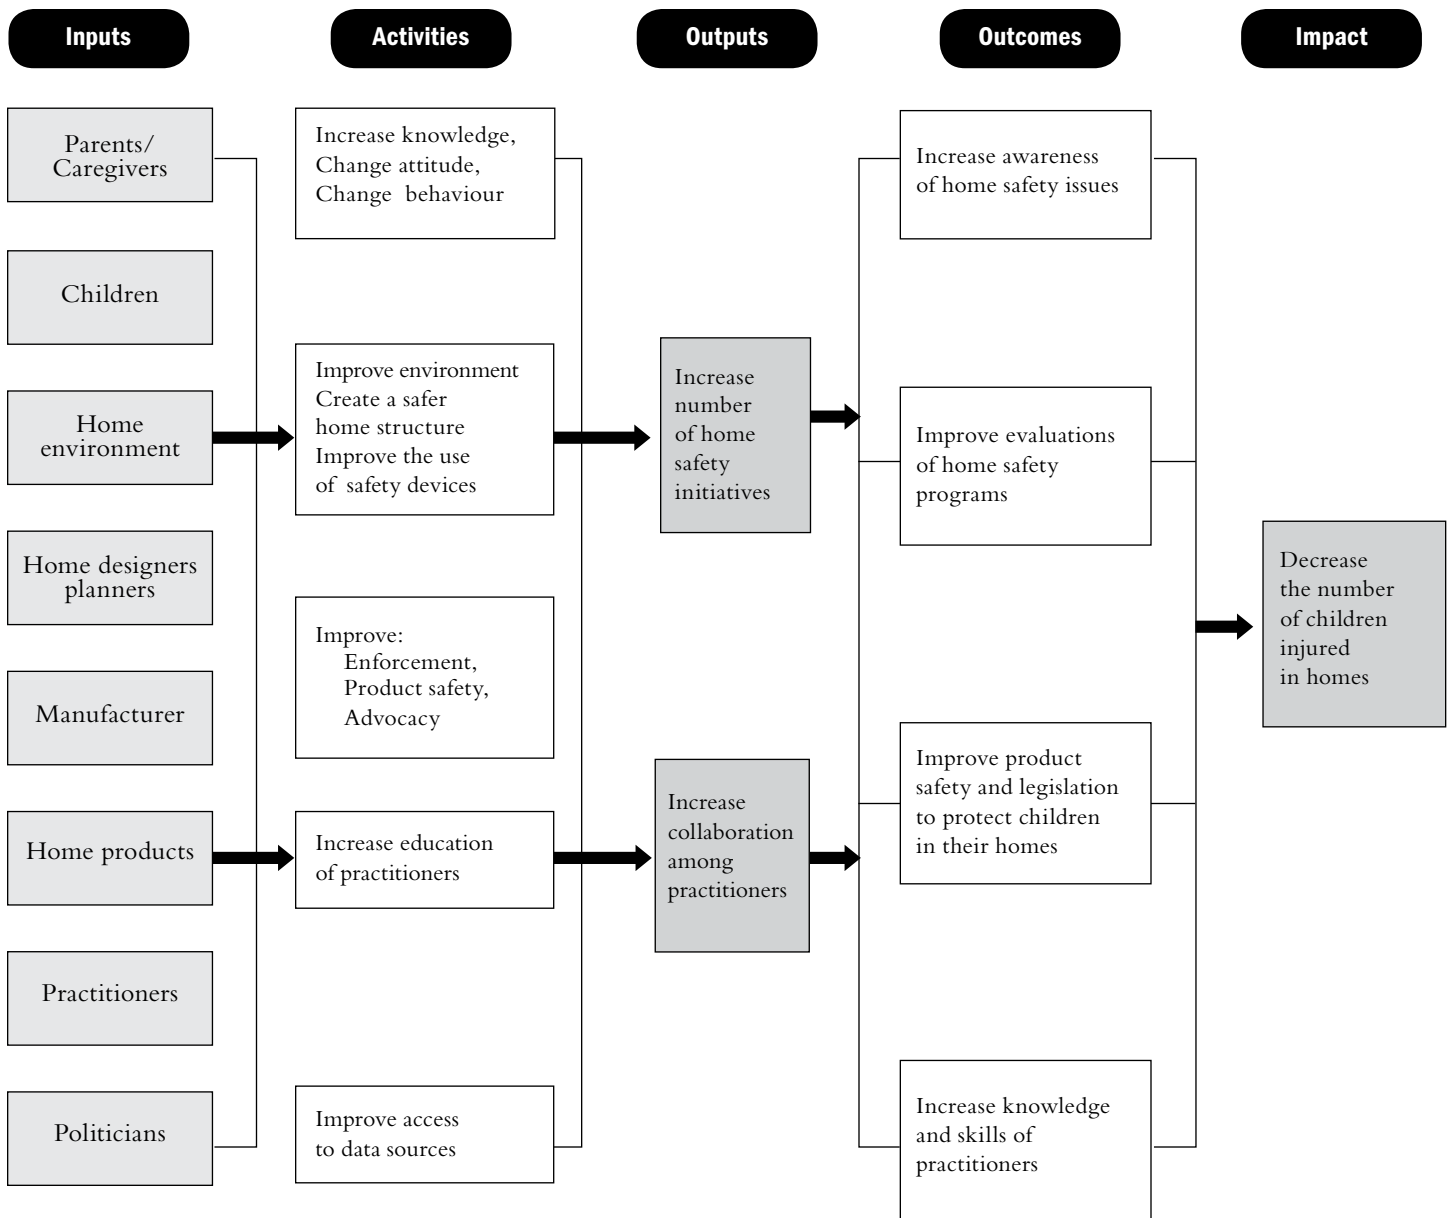 Inputs
Activities
Outputs
Outcomes
Impact
Parents/
Caregivers
Children
Home
environment
Home designers
planners
Manufacturer
Home products
Practitioners
Politicians
Increase knowledge,
Change attitude,
Change behaviour
Improve environment
Create a safer
home structure
Improve the use
of safety devices
Improve:
Enforcement,
Product safety,
Advocacy
Increase education
of practitioners
Improve access
to data sources
Increase
number
of home
safety
initiatives
Increase
collaboration
among
practitioners
Increase awareness
of home safety issues
Improve evaluations
of home safety
programs
Improve product
safety and legislation
to protect children
in their homes
Increase knowledge
and skills of
practitioners
Decrease
the number
of children
injured
in homes